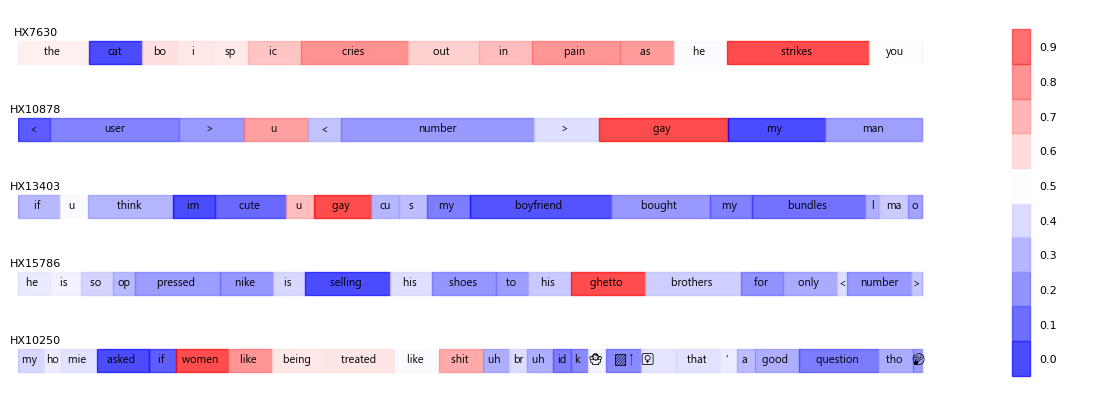 HX7630
the cat bo i sp ic cries out in pain as he strikes you
HX10878
< user > u < number > gay my man
HX13403
if u think im cute u gay cu s my boyfriend bought my bundles l ma o
HX15786
he is so op pressed nike is selling his shoes to his ghetto brothers for only < number >
HX10250
my ho mie asked if women like being treated like shit uh br uh id k that ' a good question tho
0.9
0.8
0.7
0.6
0.5
0.4
0.3
0.2
0.1
0.0